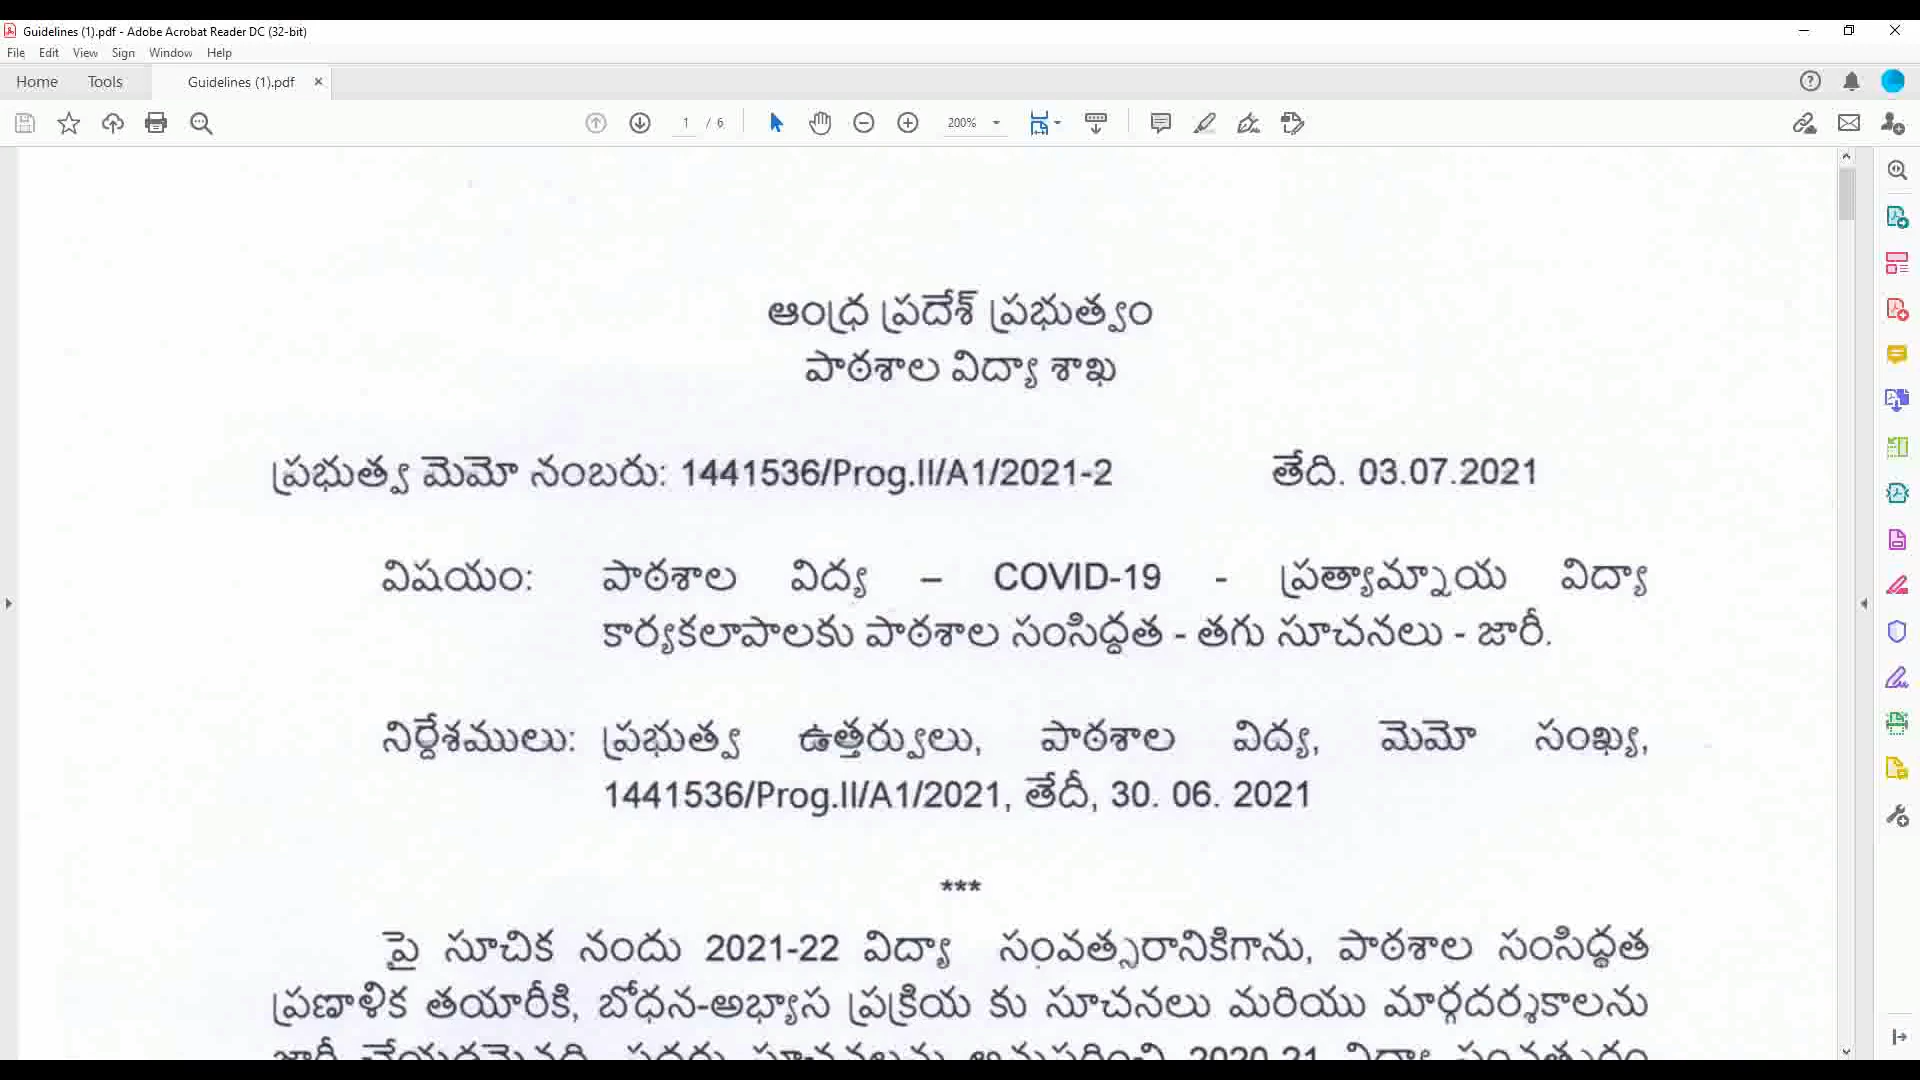 Guidelines (1).pdf - Adobe Acrobat Reader DC (32-bit)
File Edit View Sign Window Help
Home Tools Guidelines (1).pdf
1 / 6 200%
ఆంధ్ర ప్రదేశ్ ప్రభుత్వం
పాఠశాల విద్యా శాఖ
ప్రభుత్వ మెమో నంబరు: 1441536/Prog.II/A1/2021-2 తేది. 03.07.2021
విషయం: పాఠశాల విద్య – COVID-19 - ప్రత్యామ్నాయ విద్యా
కార్యకలాపాలకు పాఠశాల సంసిద్ధత - తగు సూచనలు - జారీ.
నిర్దేశములు: ప్రభుత్వ ఉత్తర్వులు, పాఠశాల విద్య, మెమో సంఖ్య,
1441536/Prog.II/A1/2021, తేదీ, 30. 06. 2021
***
పై సూచిక నందు 2021-22 విద్యా సంవత్సరానికిగాను, పాఠశాల సంసిద్ధత
ప్రణాళిక తయారీకి, బోధన-అభ్యాస ప్రక్రియ కు సూచనలు మరియు మార్గదర్శకాలను